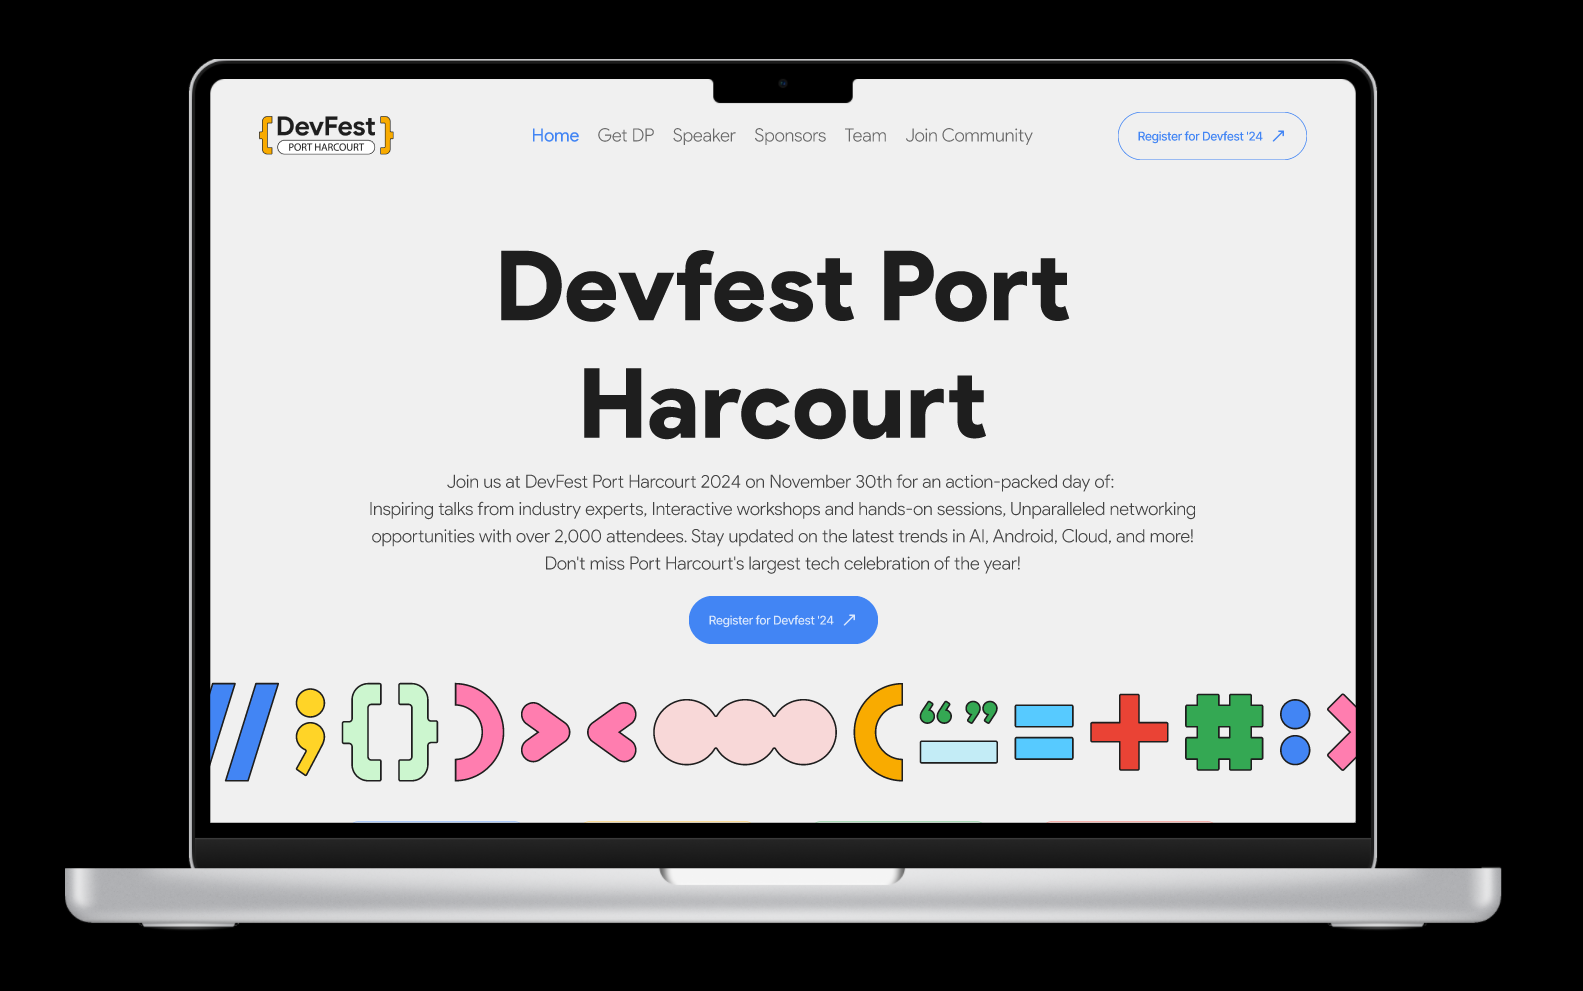 DevFest
PORT HARCOURT
Home Get DP Speaker Sponsors Team Join Community
Register for Devfest '24
Devfest Port
Harcourt
Join us at DevFest Port Harcourt 2024 on November 30th for an action-packed day of:
Inspiring talks from industry experts, Interactive workshops and hands-on sessions, Unparalleled networking
opportunities with over 2,000 attendees. Stay updated on the latest trends in AI, Android, Cloud, and more!
Don't miss Port Harcourt's largest tech celebration of the year!
Register for Devfest '24